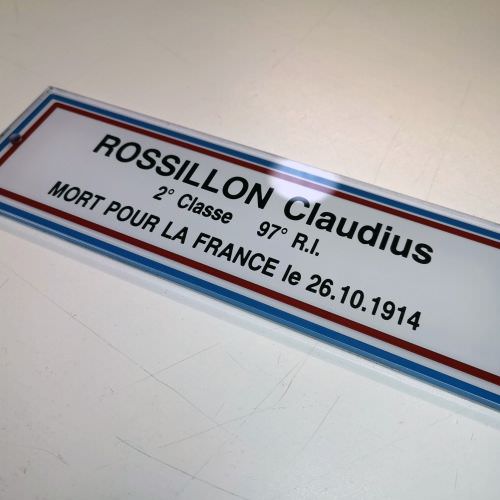 ROSSILLON Claudius
2° Classe 97° R.I.
MORT POUR LA FRANCE le 26.10.1914